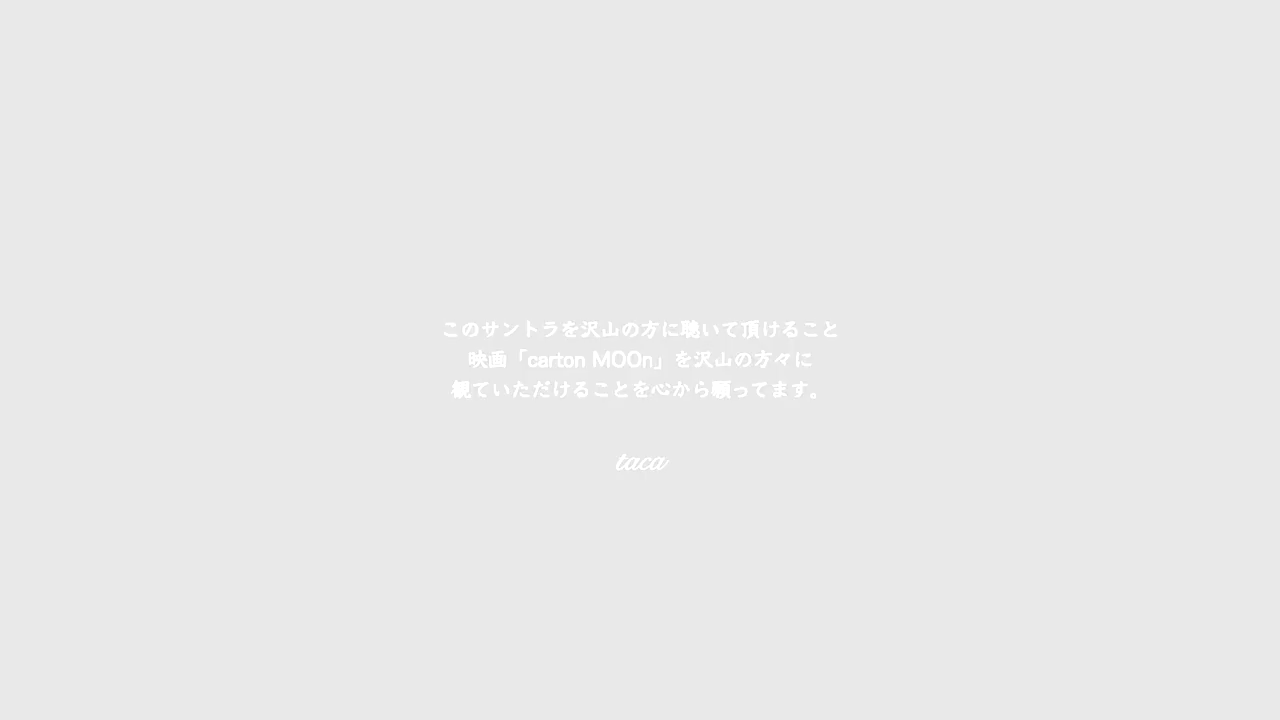 このサントラを沢山の方に聴いて頂けること
映画「carton MOOn」を沢山の方々に
観ていただけることを心から願ってます。
taca